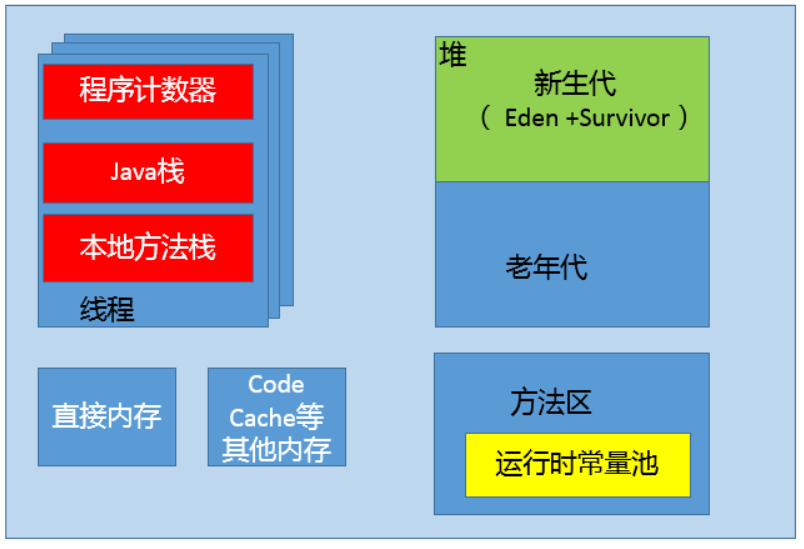 程序计数器
Java栈
本地方法栈
线程
堆
新生代
（ Eden +Survivor ）
老年代
直接内存
Code
Cache等
其他内存
方法区
运行时常量池